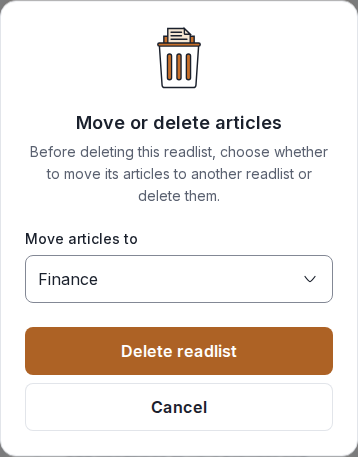 Move or delete articles
Before deleting this readlist, choose whether
to move its articles to another readlist or
delete them.
Move articles to
Finance
Delete readlist
Cancel